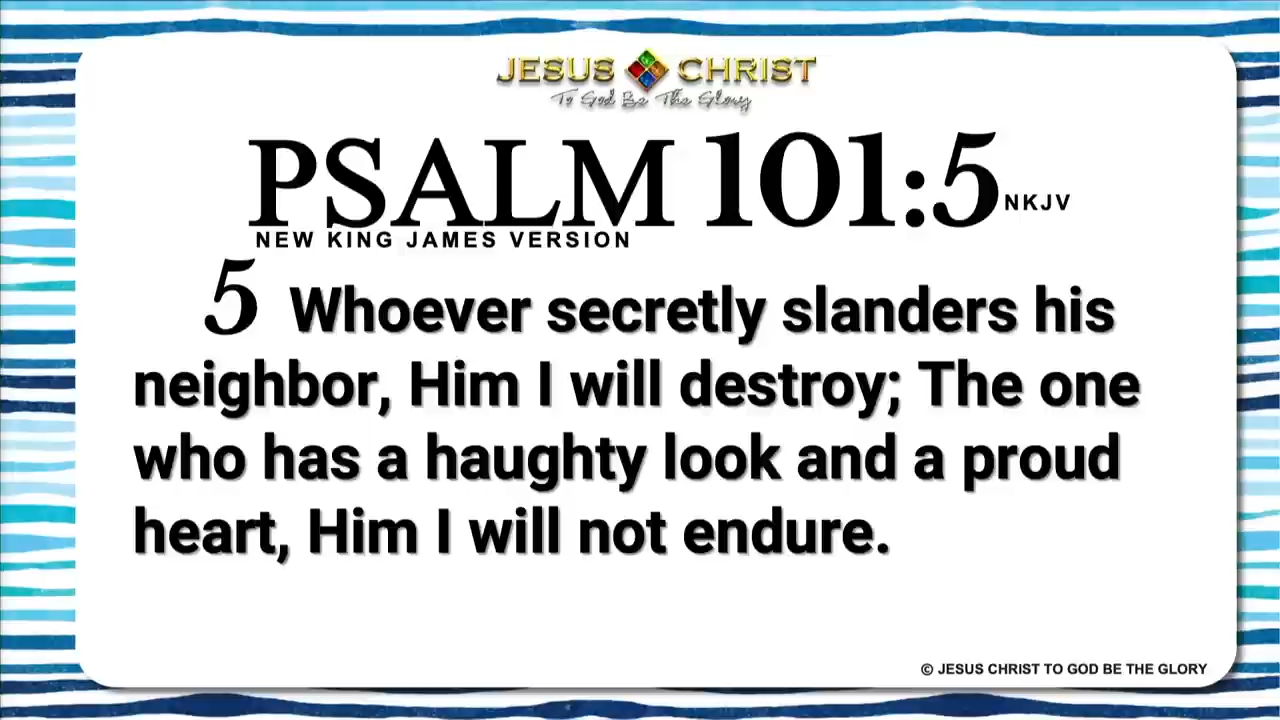 JESUS CHRIST
To God Be The Glory
PSALM 101:5 NKJV
NEW KING JAMES VERSION
5 Whoever secretly slanders his
neighbor, Him I will destroy; The one
who has a haughty look and a proud
heart, Him I will not endure.
© JESUS CHRIST TO GOD BE THE GLORY